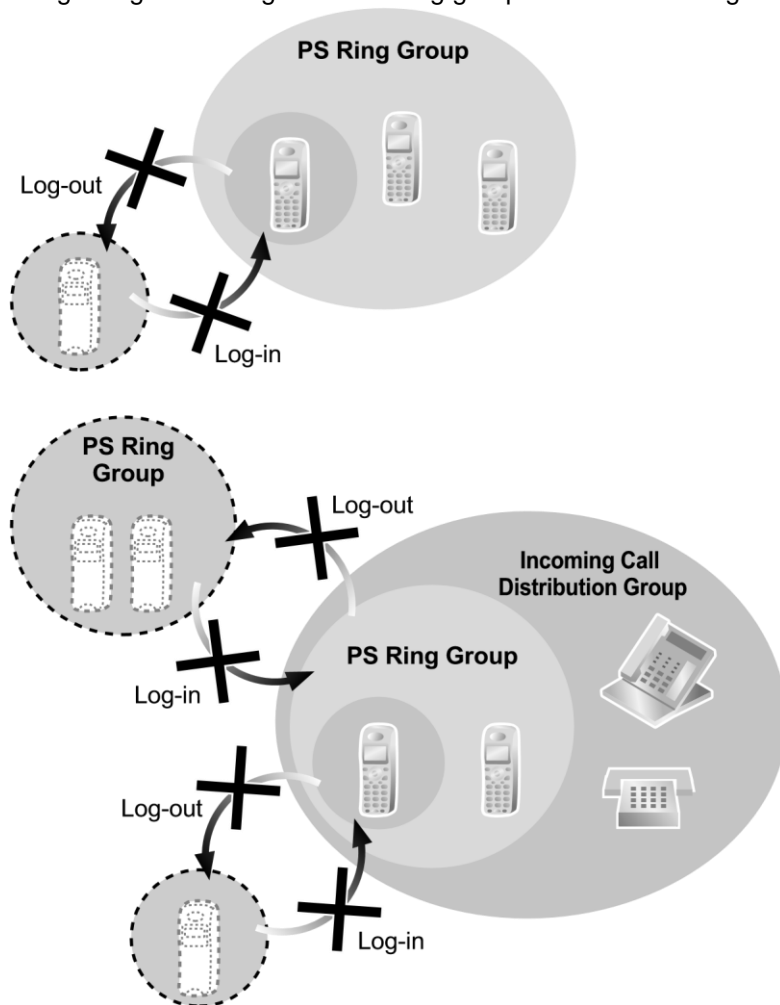 PS Ring Group
Log-out
Log-in
PS Ring
Group
Log-out
Incoming Call
Distribution Group
PS Ring Group
Log-in
Log-out
Log-in